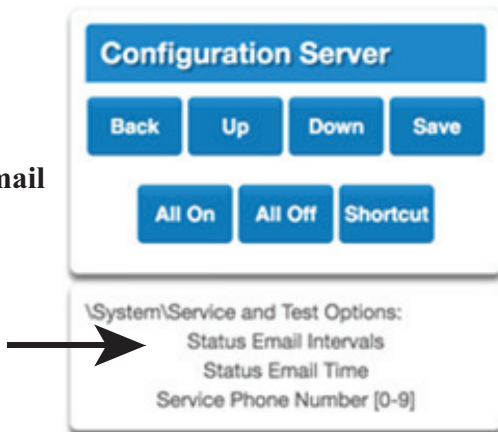 Configuration Server
Back Up Down Save
mail
All On All Off Shortcut
\System\Service and Test Options:
Status Email Intervals
Status Email Time
Service Phone Number [0-9]